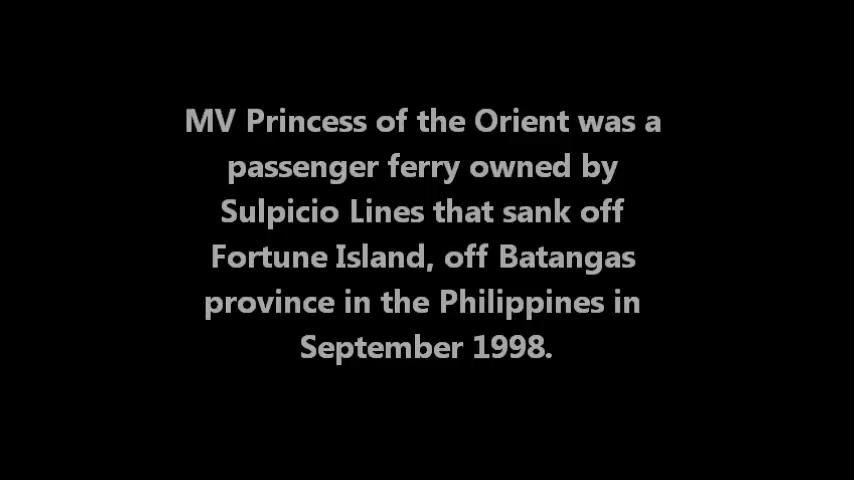 MV Princess of the Orient was a
passenger ferry owned by
Sulpicio Lines that sank off
Fortune Island, off Batangas
province in the Philippines in
September 1998.